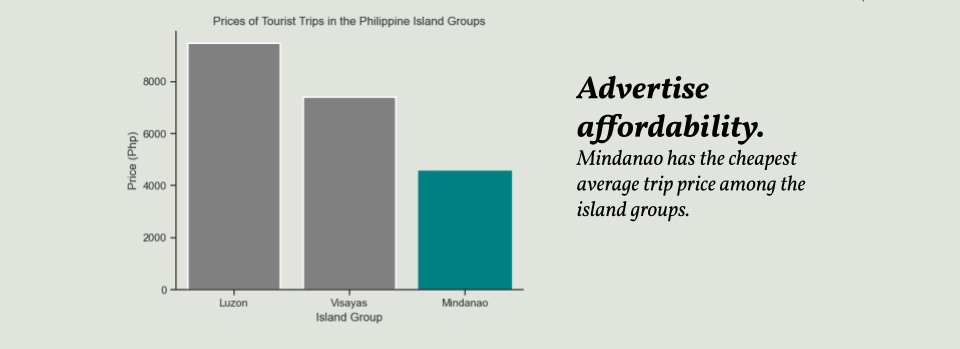 Prices of Tourist Trips in the Philippine Island Groups
8000
6000
4000
2000
0
Price (Php)
Luzon
Visayas
Mindanao
Island Group
Advertise
affordability.
Mindanao has the cheapest
average trip price among the
island groups.